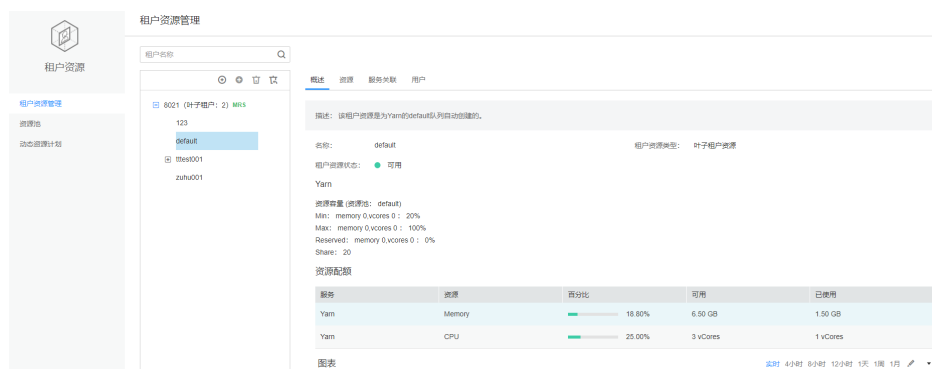 租户资源管理
租户资源
租户名称
租户资源管理
资源池
动态资源计划
8021（叶子租户：2）MRS
123
default
tttest001
zuhu001
概述 资源 服务关联 用户
描述： 该租户资源是为Yarn的default队列自动创建的。
名称： default 租户资源类型： 叶子租户资源
租户资源状态： 可用
Yarn
资源容量 (资源池： default)
Min： memory 0,vcores 0 ： 20%
Max： memory 0,vcores 0 ： 100%
Reserved： memory 0,vcores 0 ： 0%
Share： 20
资源配额
服务 资源 百分比 可用 已使用
Yarn Memory 18.80% 6.50 GB 1.50 GB
Yarn CPU 25.00% 3 vCores 1 vCores
图表 实时 4小时 8小时 12小时 1天 1周 1月